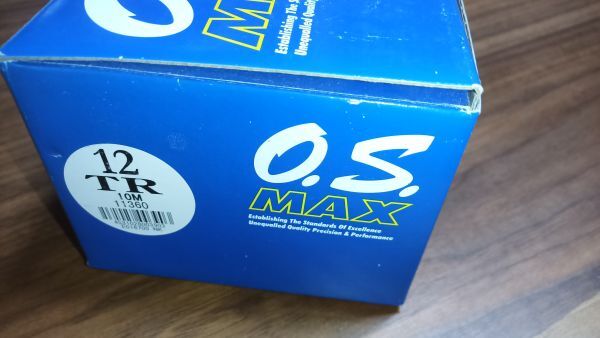 O.S.
MAX
Establishing The S
Unequalled Quality
12
TR
10M
11360
O.S.
MAX
Establishing The Standards Of Excellence
Unequalled Quality Precision & Performance